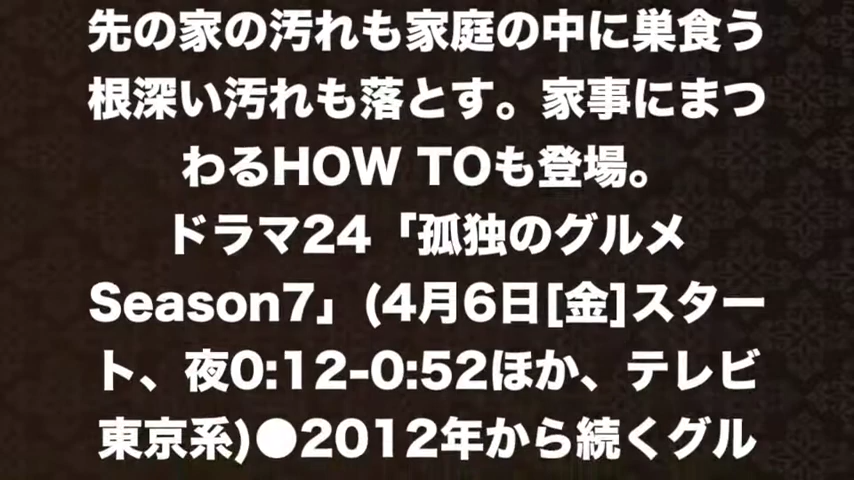 先の家の汚れも家庭の中に巣食う
根深い汚れも落とす。家事にまつ
わるHOW TOも登場。
ドラマ24「孤独のグルメ
Season7」(4月6日[金]スター
ト、夜0:12-0:52ほか、テレビ
東京系)●2012年から続くグル